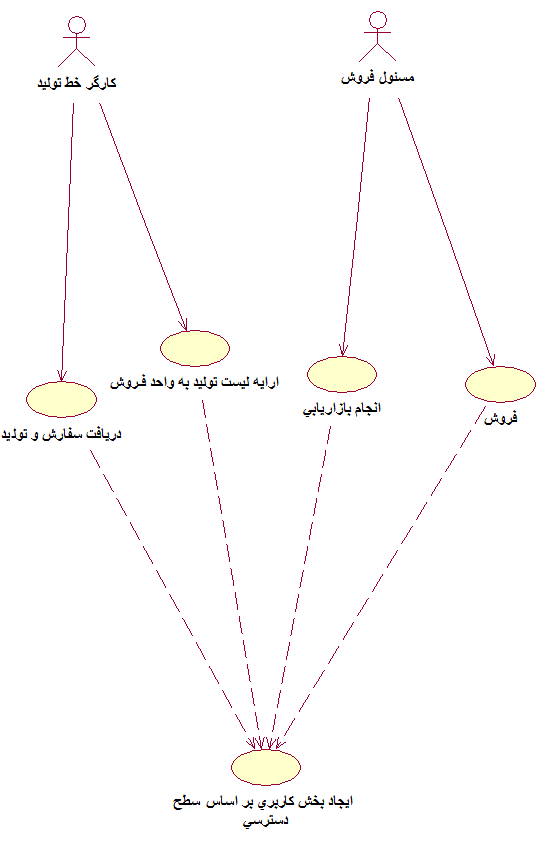 کارگر خط تولید
مسئول فروش
ارایه لیست تولید به واحد فروش
انجام بازاریابي
فروش
دریافت سفارش و تولید
ایجاد بخش کاربري بر اساس سطح
دسترسي